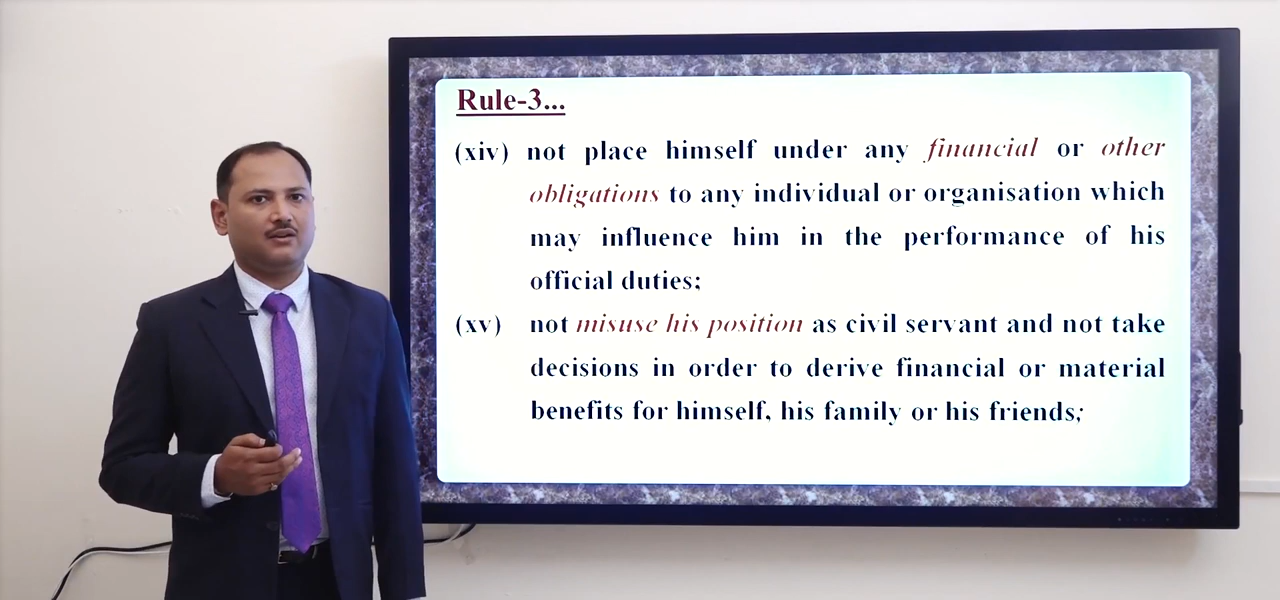 Rule-3...
(xiv) not place himself under any financial or other
obligations to any individual or organisation which
may influence him in the performance of his
official duties;
(xv) not misuse his position as civil servant and not take
decisions in order to derive financial or material
benefits for himself, his family or his friends;